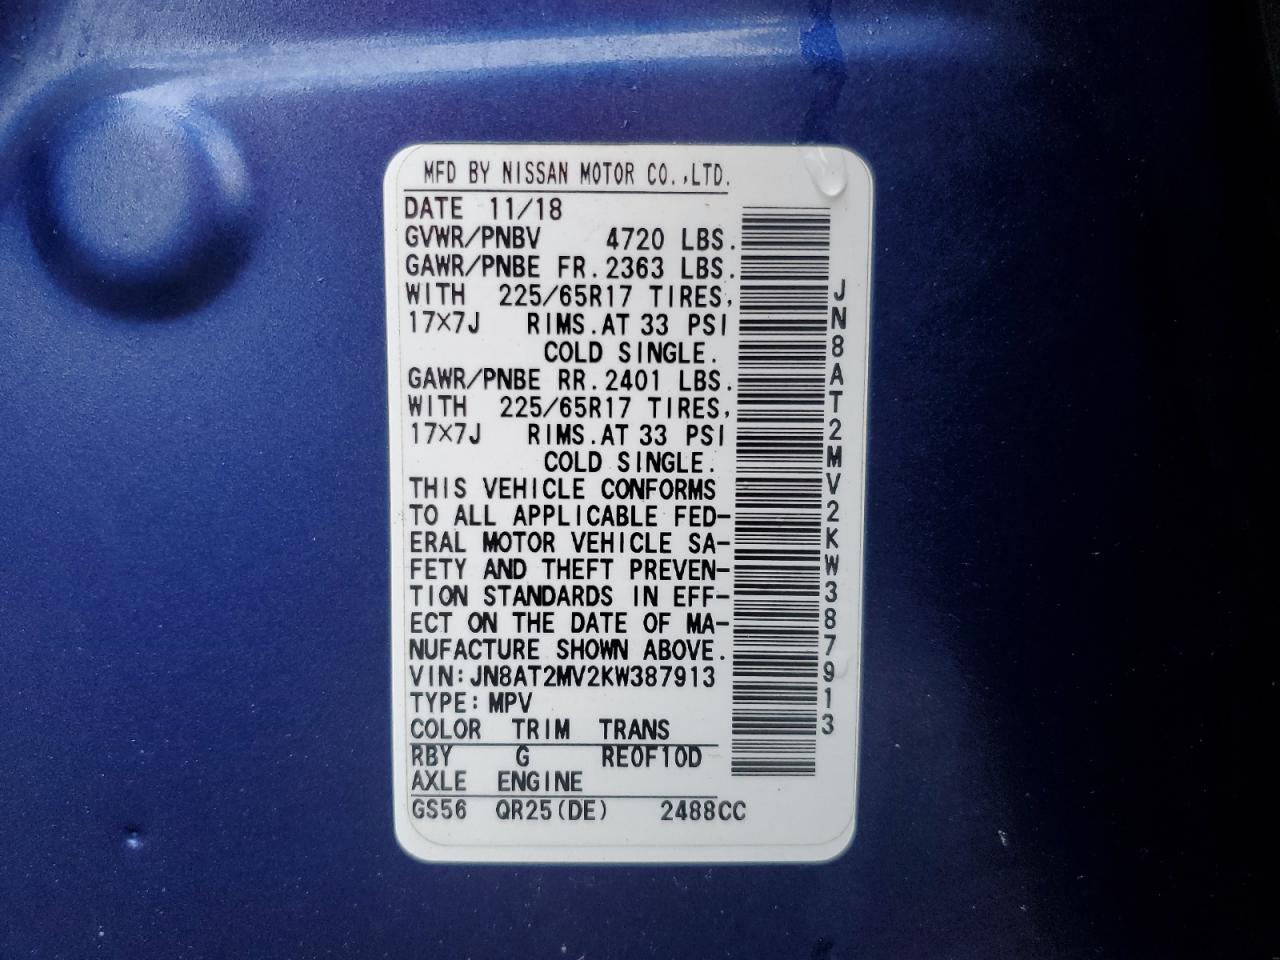 MFD BY NISSAN MOTOR CO.,LTD.
DATE 11/18
GVWR/PNBV 4720 LBS.
GAWR/PNBE FR.2363 LBS.
WITH 225/65R17 TIRES,
17×7J RIMS.AT 33 PSI
COLD SINGLE.
GAWR/PNBE RR.2401 LBS.
WITH 225/65R17 TIRES,
17×7J RIMS.AT 33 PSI
COLD SINGLE.
THIS VEHICLE CONFORMS
TO ALL APPLICABLE FED-
ERAL MOTOR VEHICLE SA-
FETY AND THEFT PREVEN-
TION STANDARDS IN EFF-
ECT ON THE DATE OF MA-
NUFACTURE SHOWN ABOVE.
VIN:JN8AT2MV2KW387913
TYPE:MPV
COLOR TRIM TRANS
RBY G RE0F10D
AXLE ENGINE
GS56 QR25(DE) 2488CC
JN8AT2MV2KW387913